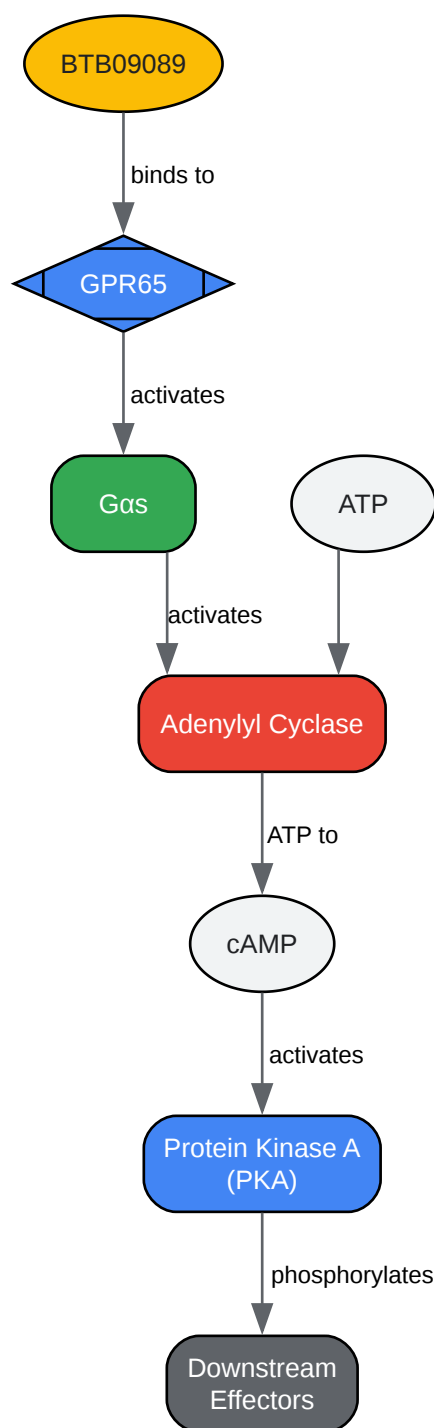 BTB09089
binds to
GPR65
activates
Gαs
ATP
activates
Adenylyl Cyclase
ATP to
cAMP
activates
Protein Kinase A
(PKA)
phosphorylates
Downstream
Effectors